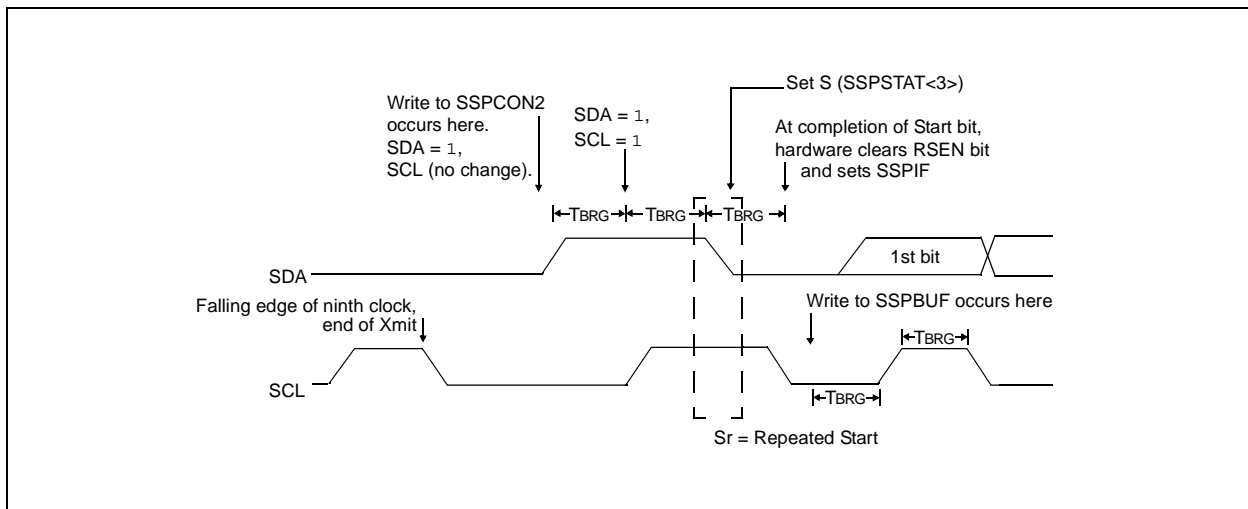 Set S (SSPSTAT<3>)
Write to SSPCON2
occurs here.
SDA = 1,
SCL (no change).
SDA = 1,
SCL = 1
At completion of Start bit,
hardware clears RSEN bit
and sets SSPIF
TBRG
TBRG
TBRG
SDA
1st bit
Falling edge of ninth clock,
end of Xmit
Write to SSPBUF occurs here
TBRG
SCL
TBRG
Sr = Repeated Start